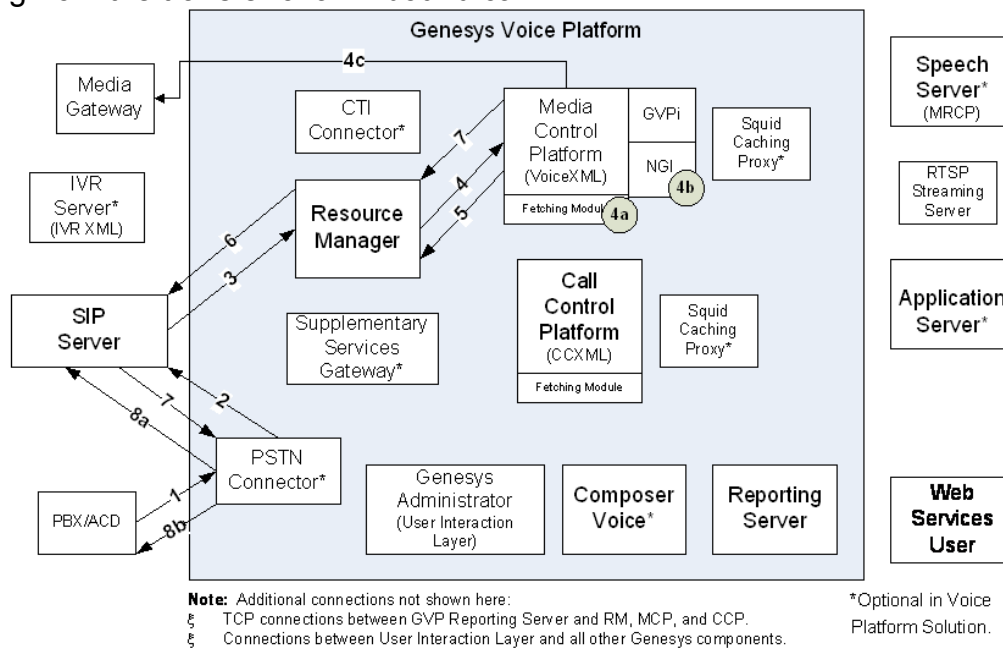 Genesys Voice Platform
4c
Media
Gateway
CTI
Connector*
Media
Control
Platform
(VoiceXML)
Fetching Module
GVPi
NGI
4a
4b
Squid
Caching
Proxy*
Speech
Server*
(MRCP)
IVR
Server*
(IVR XML)
Resource
Manager
7
4
5
6
3
RTSP
Streaming
Server
SIP
Server
Supplementary
Services
Gateway*
Call
Control
Platform
(CCXML)
Fetching Module
Squid
Caching
Proxy*
Application
Server*
7
8a
2
1
8b
PSTN
Connector*
PBX/ACD
Genesys
Administrator
(User Interaction
Layer)
Composer
Voice*
Reporting
Server
Web
Services
User
Note: Additional connections not shown here:
ξ TCP connections between GVP Reporting Server and RM, MCP, and CCP.
ξ Connections between User Interaction Layer and all other Genesys components.
*Optional in Voice
Platform Solution.